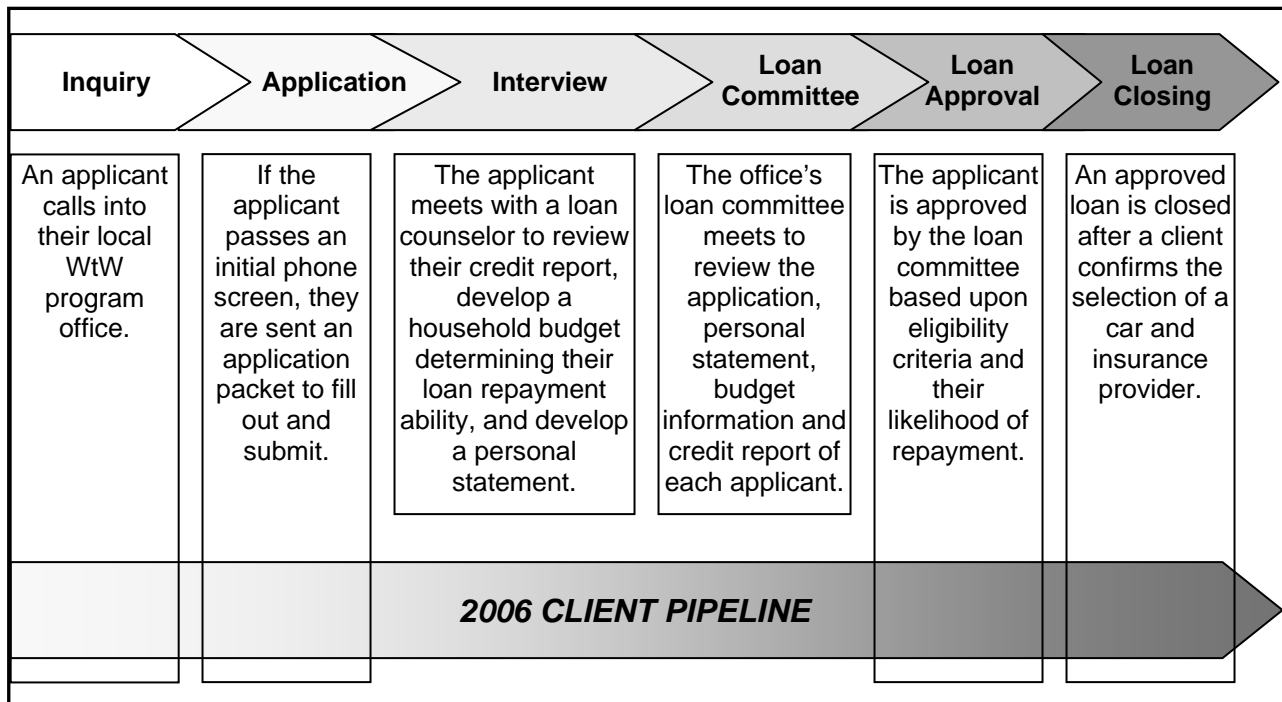 Inquiry
Application
Interview
Loan
Committee
Loan
Approval
Loan
Closing
An applicant
calls into
their local
WtW
program
office.
If the
applicant
passes an
initial phone
screen, they
are sent an
application
packet to fill
out and
submit.
The applicant
meets with a loan
counselor to review
their credit report,
develop a
household budget
determining their
loan repayment
ability, and develop
a personal
statement.
The office’s
loan committee
meets to
review the
application,
personal
statement,
budget
information and
credit report of
each applicant.
The applicant
is approved
by the loan
committee
based upon
eligibility
criteria and
their
likelihood of
repayment.
An approved
loan is closed
after a client
confirms the
selection of a
car and
insurance
provider.
2006 CLIENT PIPELINE